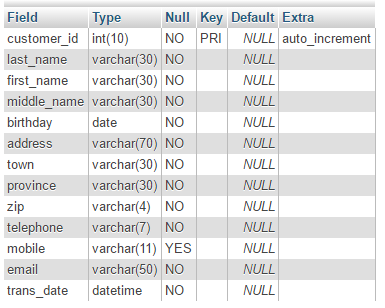 Field Type Null Key Default Extra
customer_id int(10) NO PRI NULL auto_increment
last_name varchar(30) NO NULL
first_name varchar(30) NO NULL
middle_name varchar(30) NO NULL
birthday date NO NULL
address varchar(70) NO NULL
town varchar(30) NO NULL
province varchar(30) NO NULL
zip varchar(4) NO NULL
telephone varchar(7) NO NULL
mobile varchar(11) YES NULL
email varchar(50) NO NULL
trans_date datetime NO NULL